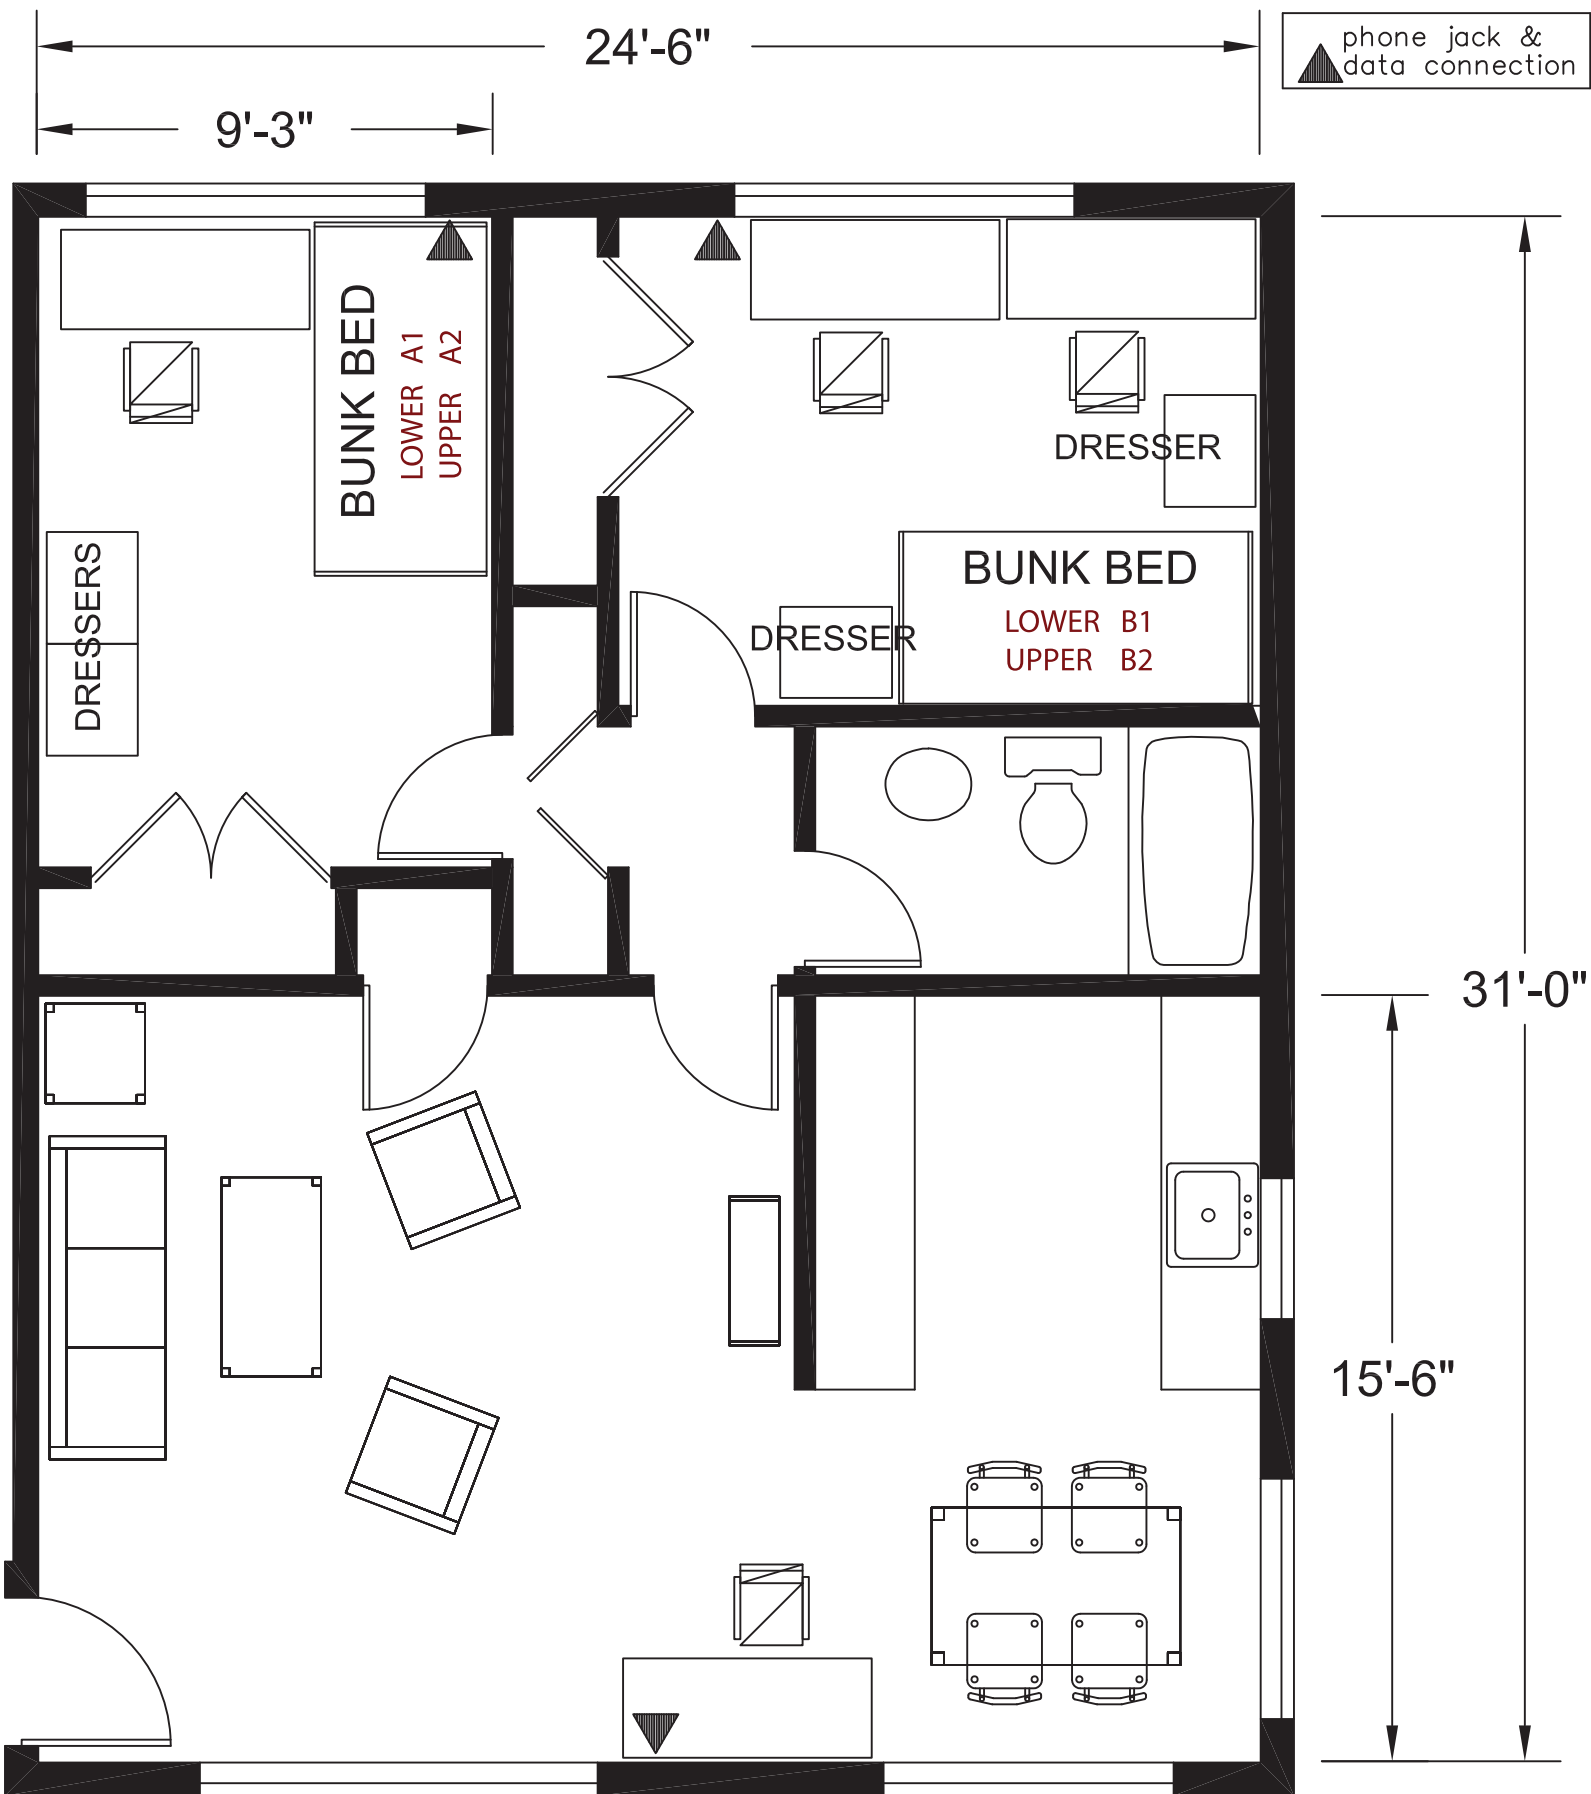 24'-6"
phone jack &
data connection
9'-3"
BUNK BED
LOWER A1
UPPER A2
DRESSER
DRESSERS
BUNK BED
LOWER B1
UPPER B2
DRESSER
31'-0"
15'-6"